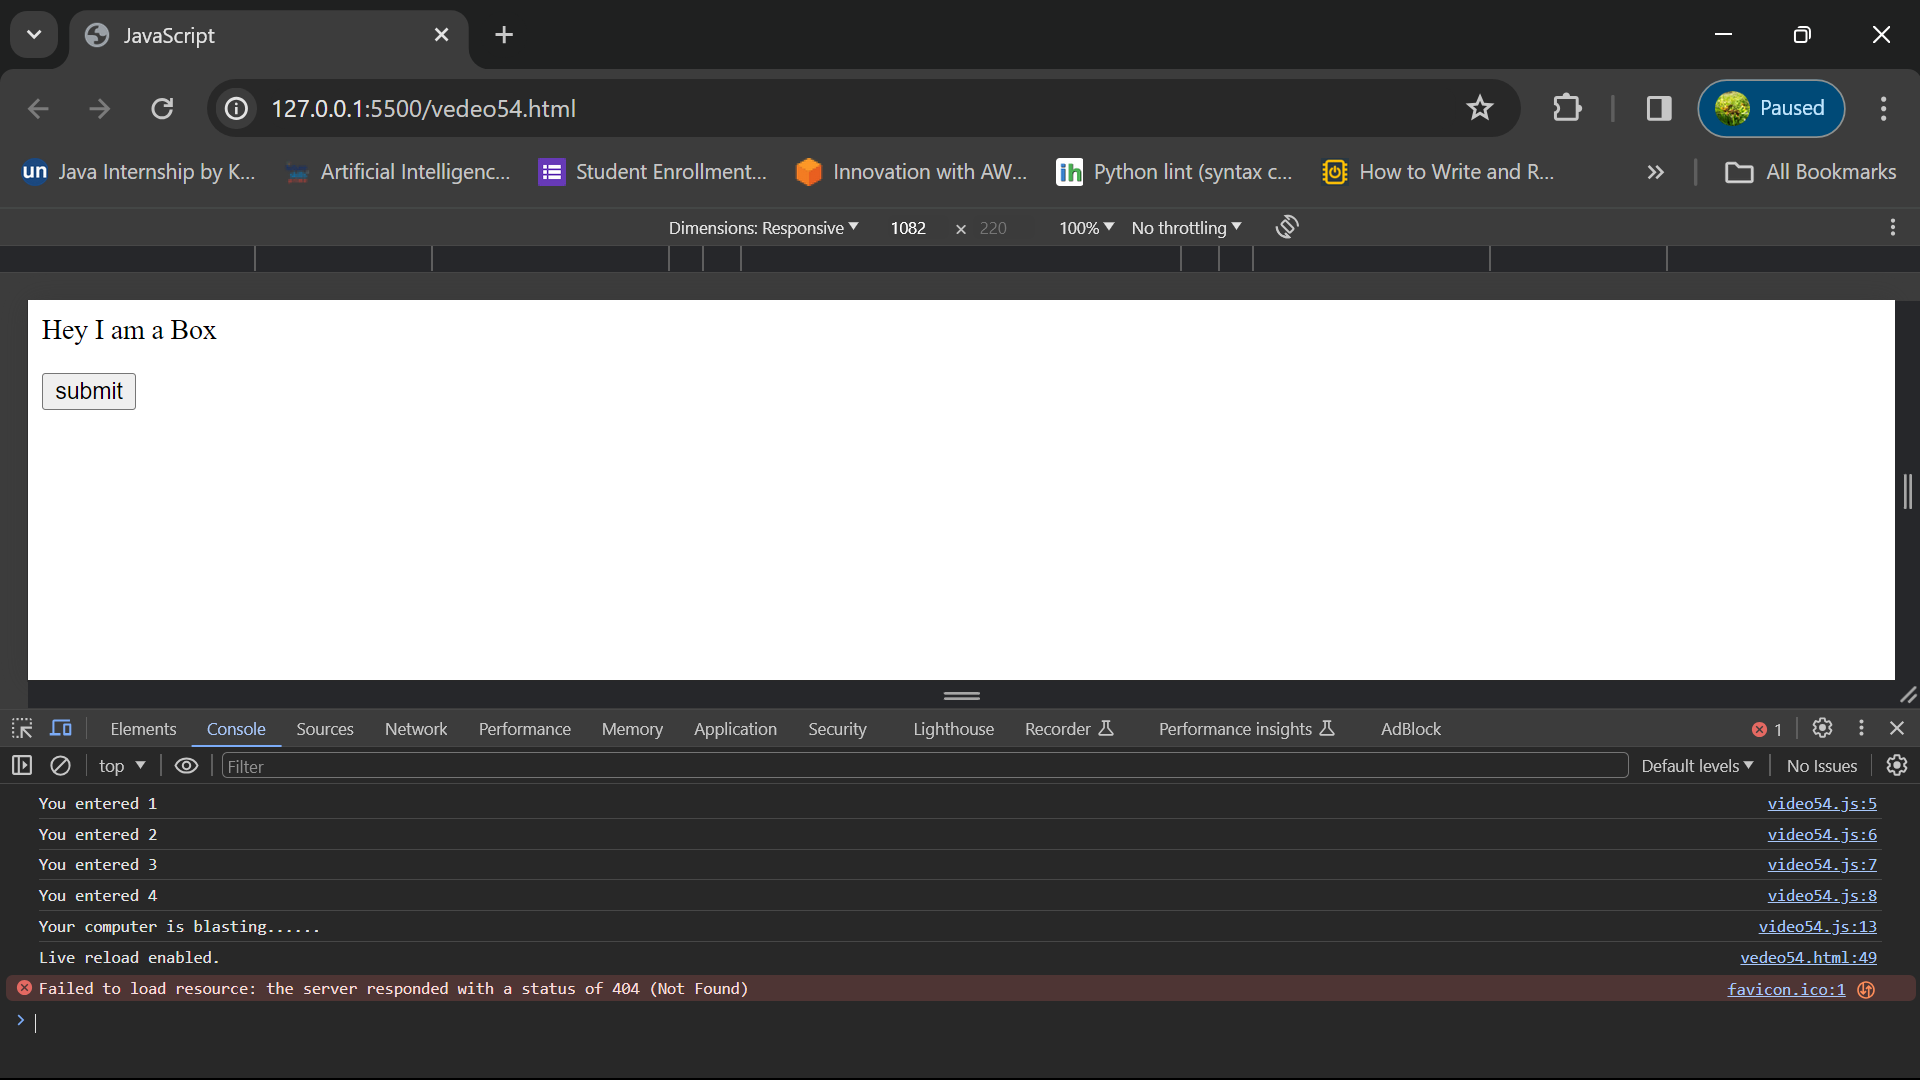 JavaScript
127.0.0.1:5500/vedeo54.html
Paused
un Java Internship by K... Artificial Intelligenc... Student Enrollment... Innovation with AW... ih Python lint (syntax c... How to Write and R... » All Bookmarks
Dimensions: Responsive 1082 × 220 100% No throttling
Hey I am a Box
submit
Elements Console Sources Network Performance Memory Application Security Lighthouse Recorder Performance insights AdBlock 1
top Filter Default levels No Issues
You entered 1 video54.js:5
You entered 2 video54.js:6
You entered 3 video54.js:7
You entered 4 video54.js:8
Your computer is blasting...... video54.js:13
Live reload enabled. vedeo54.html:49
Failed to load resource: the server responded with a status of 404 (Not Found) favicon.ico:1